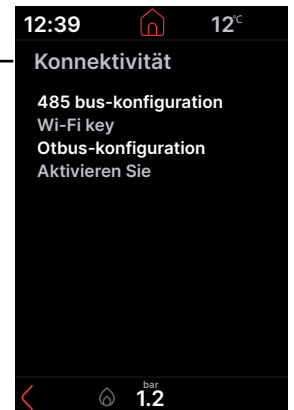 12:39 12°C
Konnektivität
485 bus-konfiguration
Wi-Fi key
Otbus-konfiguration
Aktivieren Sie
bar
1.2